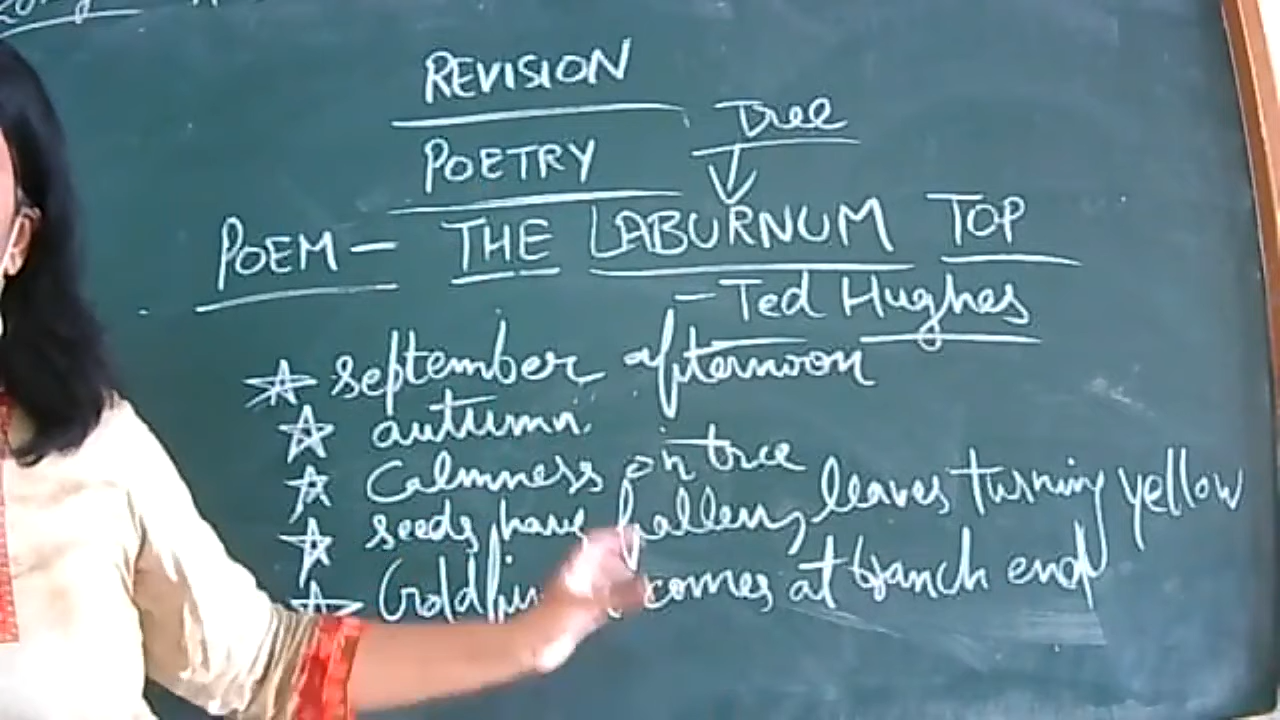 REVISION
Tree
POETRY
POEM - THE LABURNUM TOP
- Ted Hughes
september, afternoon
autumn.
Calmness on tree
seeds have fallen, leaves turning yellow
comes at branch end